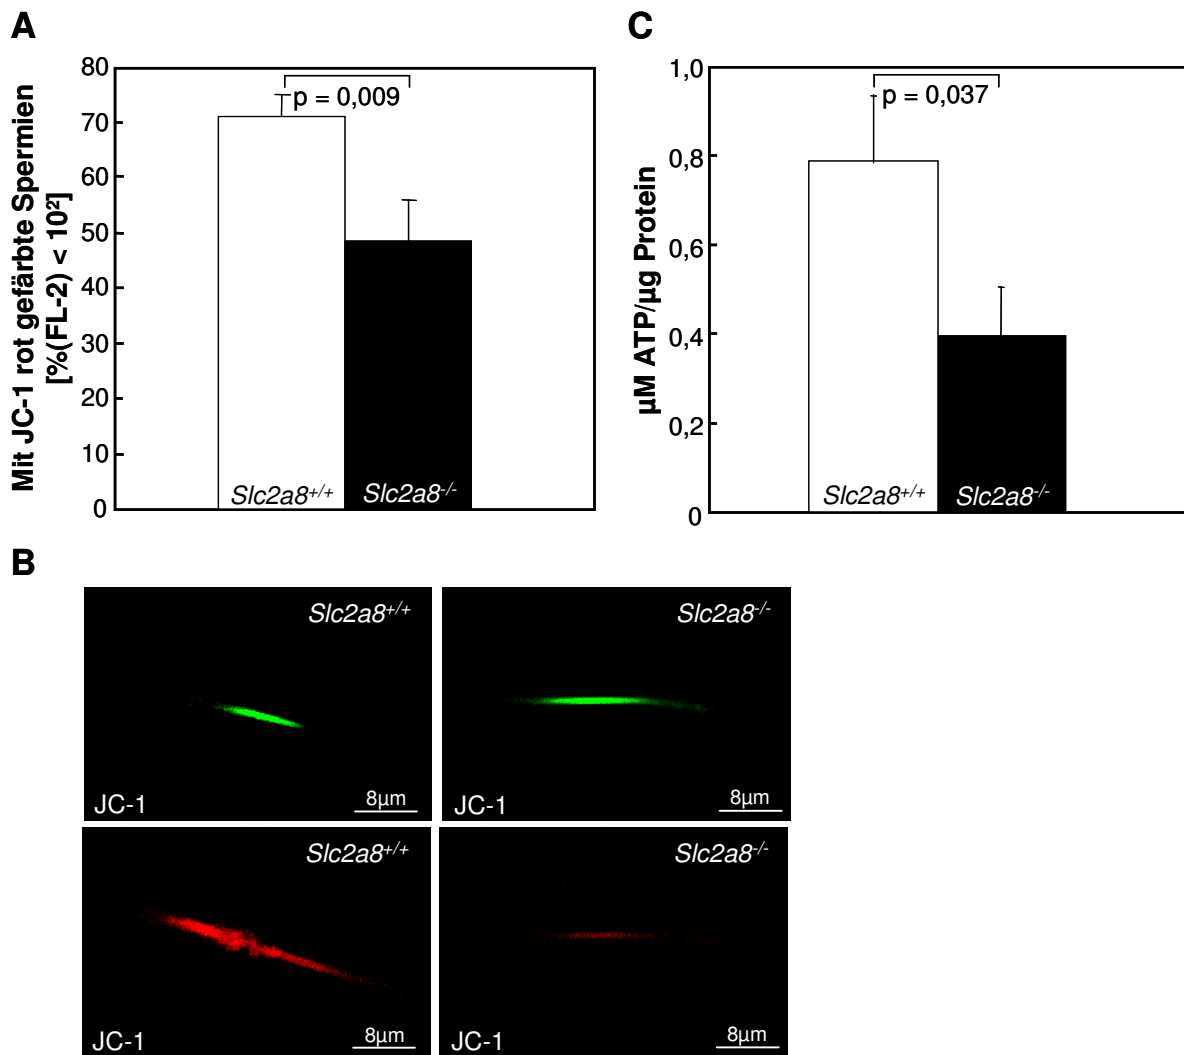 A
Mit JC-1 rot gefärbte Spermien
[%(FL-2) < 10²]
80
70
60
50
40
30
20
10
0
p = 0,009
Slc2a8+/+
Slc2a8-/-
C
µM ATP/µg Protein
1,0
0,8
0,6
0,4
0,2
0
p = 0,037
Slc2a8+/+
Slc2a8-/-
B
Slc2a8+/+
JC-1
8µm
Slc2a8-/-
JC-1
8µm
Slc2a8+/+
JC-1
8µm
Slc2a8-/-
JC-1
8µm